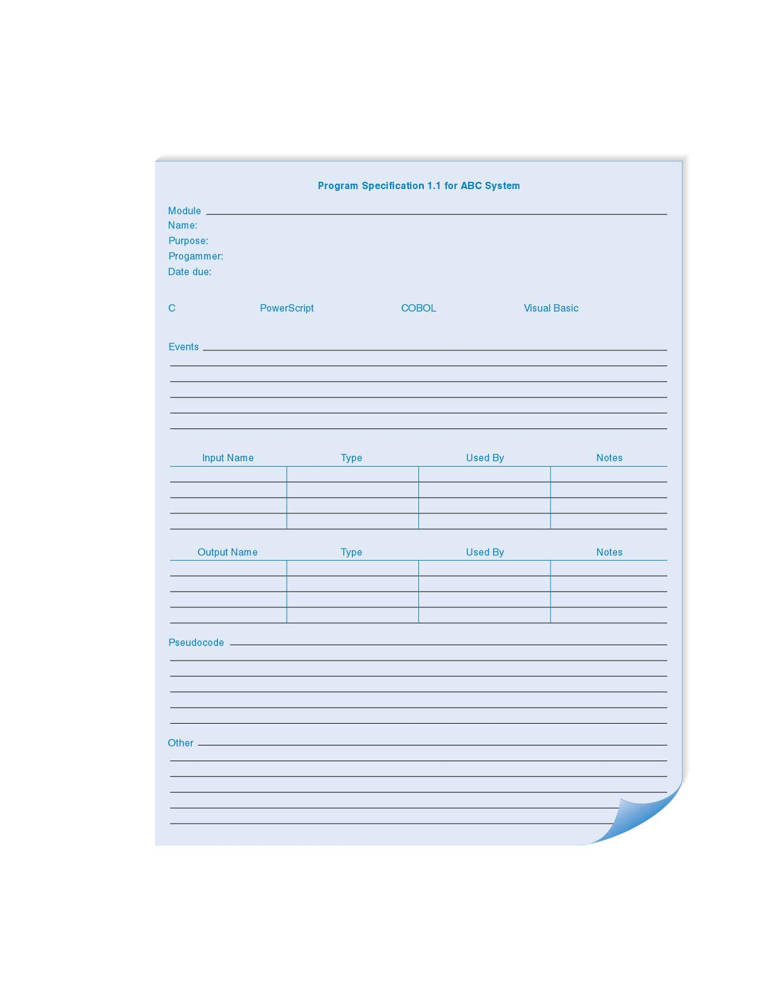 Program Specification 1.1 for ABC System
Module
Name:
Purpose:
Progammer:
Date due:
C PowerScript COBOL Visual Basic
Events
Input Name Type Used By Notes
Output Name Type Used By Notes
Pseudocode
Other